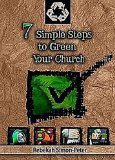 7 Simple Steps
to Green
Your Church
Rebekah Simon-Peter